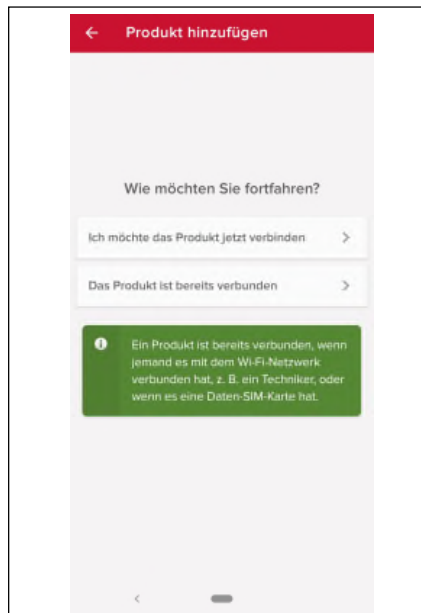 Produkt hinzufügen
Wie möchten Sie fortfahren?
Ich möchte das Produkt jetzt verbinden
Das Produkt ist bereits verbunden
Ein Produkt ist bereits verbunden, wenn
jemand es mit dem Wi-Fi-Netzwerk
verbunden hat, z. B. ein Techniker, oder
wenn es eine Daten-SIM-Karte hat.